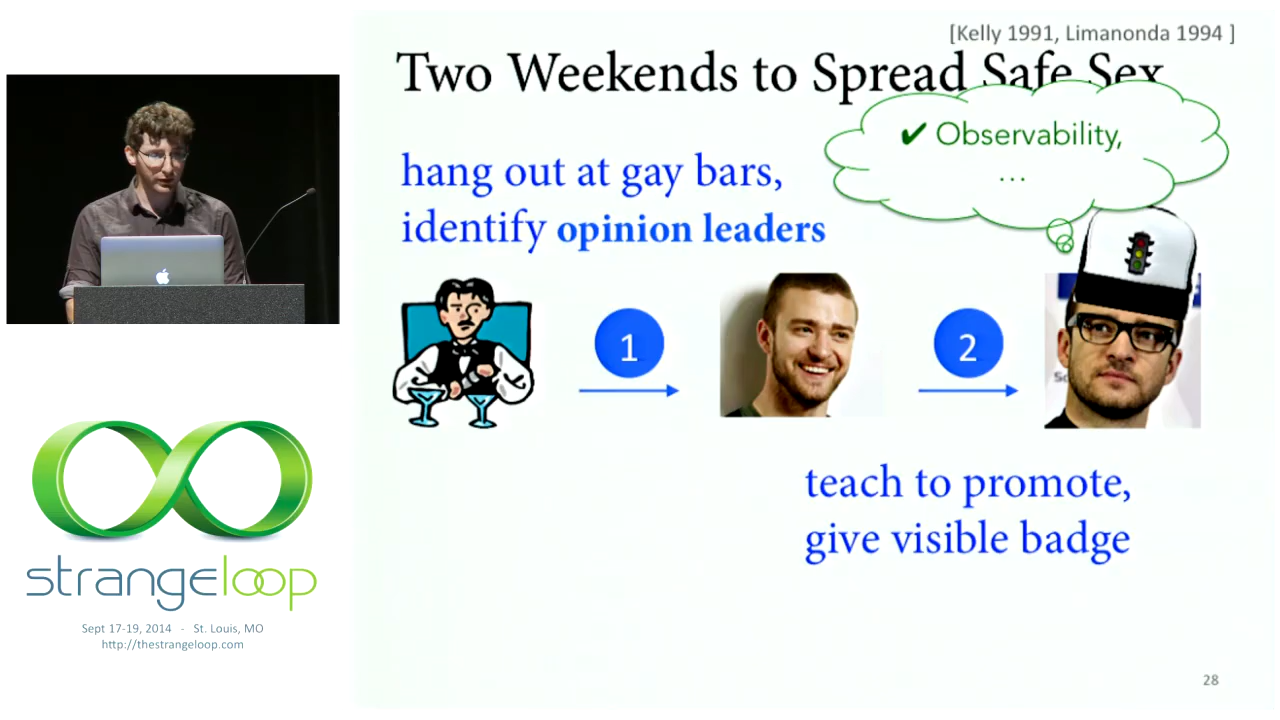 [Kelly 1991, Limanonda 1994 ]
Two Weekends to Spread Safe Sex
✔ Observability,
...
hang out at gay bars,
identify opinion leaders
1
2
teach to promote,
give visible badge
28
strangeloop
Sept 17-19, 2014 - St. Louis, MO
http://thestrangeloop.com